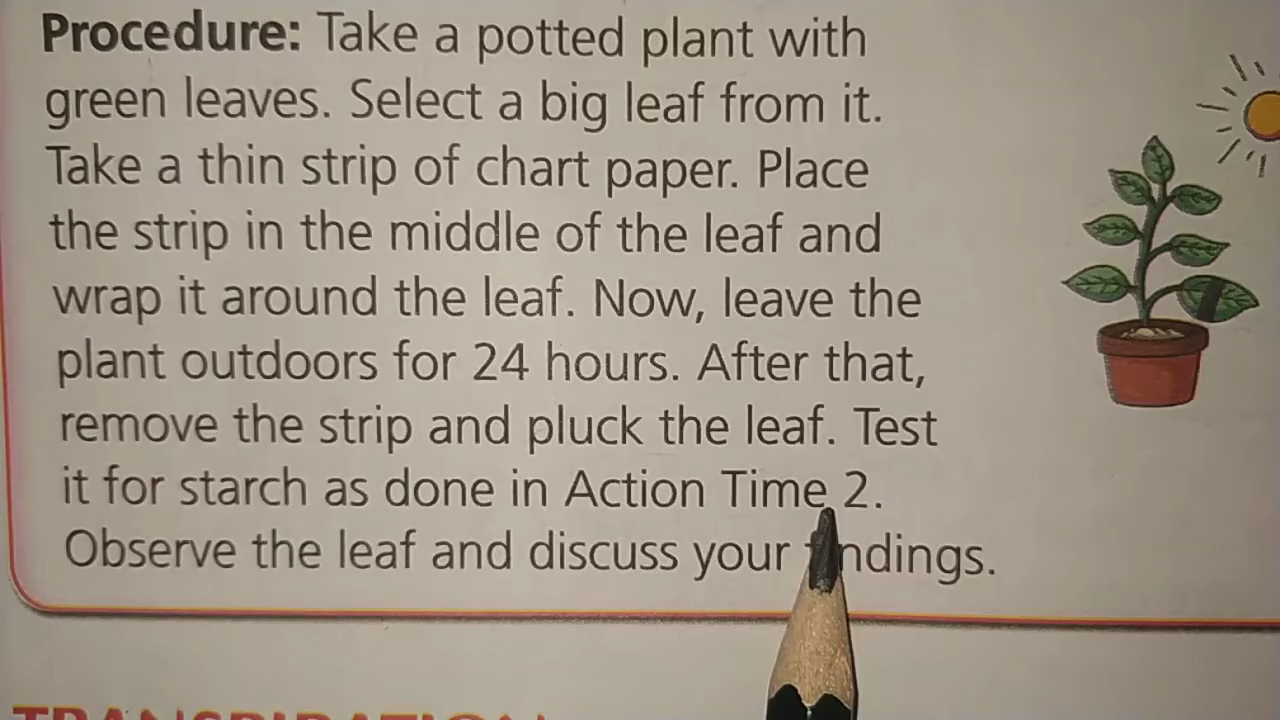 Procedure: Take a potted plant with
green leaves. Select a big leaf from it.
Take a thin strip of chart paper. Place
the strip in the middle of the leaf and
wrap it around the leaf. Now, leave the
plant outdoors for 24 hours. After that,
remove the strip and pluck the leaf. Test
it for starch as done in Action Time 2.
Observe the leaf and discuss your findings.
TRANSPIRATION